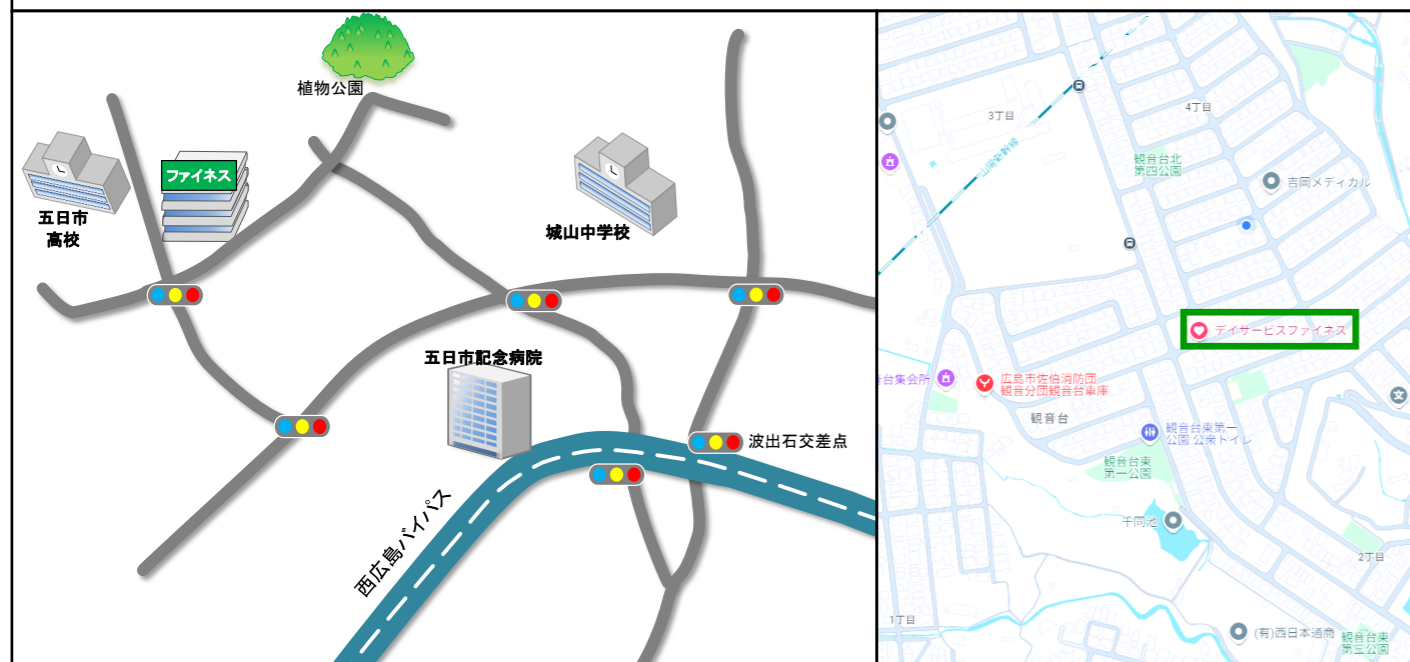 植物公園
ファイネス
五日市
高校
城山中学校
五日市記念病院
波出石交差点
西広島バイパス
3丁目
4丁目
山陽新幹線
観音台北
第四公園
吉岡メディカル
デイサービスファイネス
台集会所
広島市佐伯消防団
観音分団観音台車庫
観音台
観音台東第一
公園 公衆トイレ
観音台東
第一公園
千同池
2丁目
1丁目
(有)西日本通商
観音台東
第三公園